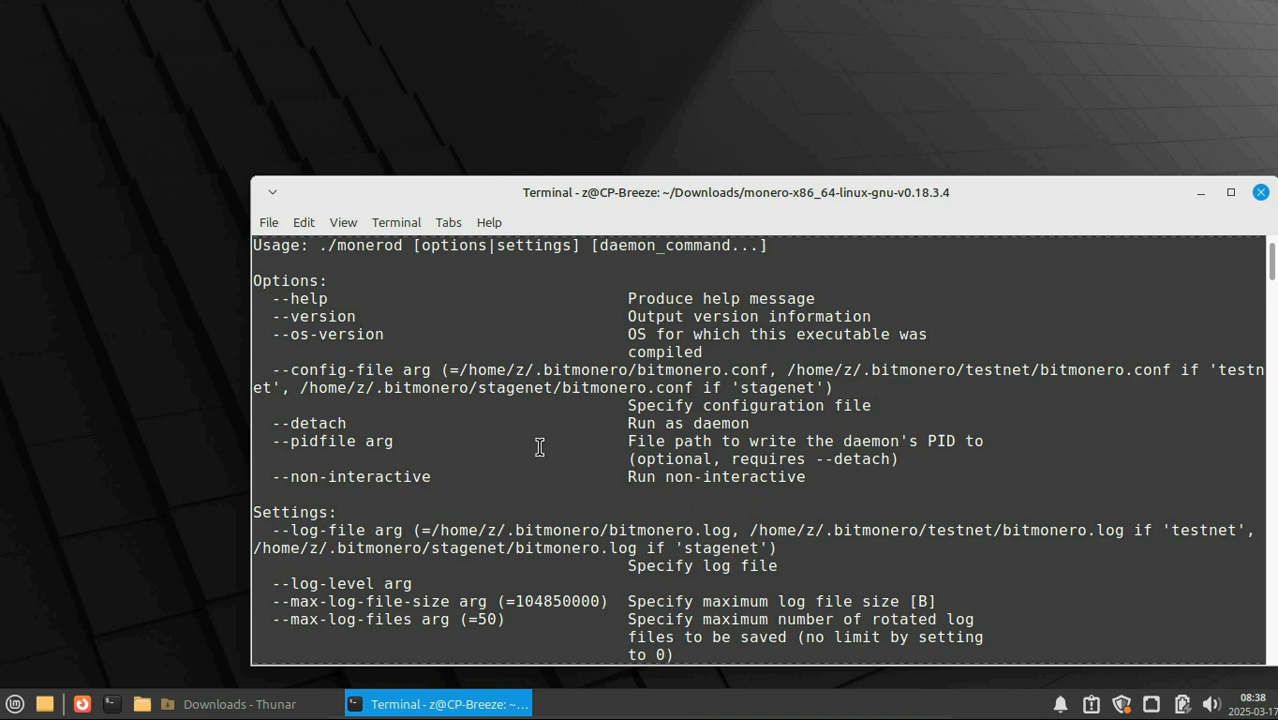 Terminal - z@CP-Breeze: ~/Downloads/monero-x86_64-linux-gnu-v0.18.3.4
File Edit View Terminal Tabs Help
Usage: ./monerod [options|settings] [daemon_command...]
Options:
--help Produce help message
--version Output version information
--os-version OS for which this executable was
compiled
--config-file arg (=/home/z/.bitmonero/bitmonero.conf, /home/z/.bitmonero/testnet/bitmonero.conf if 'testn
et', /home/z/.bitmonero/stagenet/bitmonero.conf if 'stagenet')
Specify configuration file
--detach Run as daemon
--pidfile arg File path to write the daemon's PID to
(optional, requires --detach)
--non-interactive Run non-interactive
Settings:
--log-file arg (=/home/z/.bitmonero/bitmonero.log, /home/z/.bitmonero/testnet/bitmonero.log if 'testnet',
/home/z/.bitmonero/stagenet/bitmonero.log if 'stagenet')
Specify log file
--log-level arg
--max-log-file-size arg (=104850000) Specify maximum log file size [B]
--max-log-files arg (=50) Specify maximum number of rotated log
files to be saved (no limit by setting
to 0)
Downloads - Thunar
Terminal - z@CP-Breeze: ~...
08:38
2025-03-17